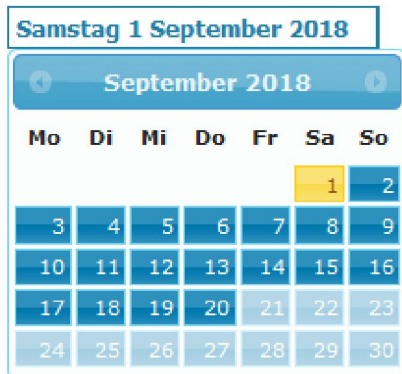 Samstag 1 September 2018
September 2018
Mo Di Mi Do Fr Sa So
1 2
3 4 5 6 7 8 9
10 11 12 13 14 15 16
17 18 19 20 21 22 23
24 25 26 27 28 29 30